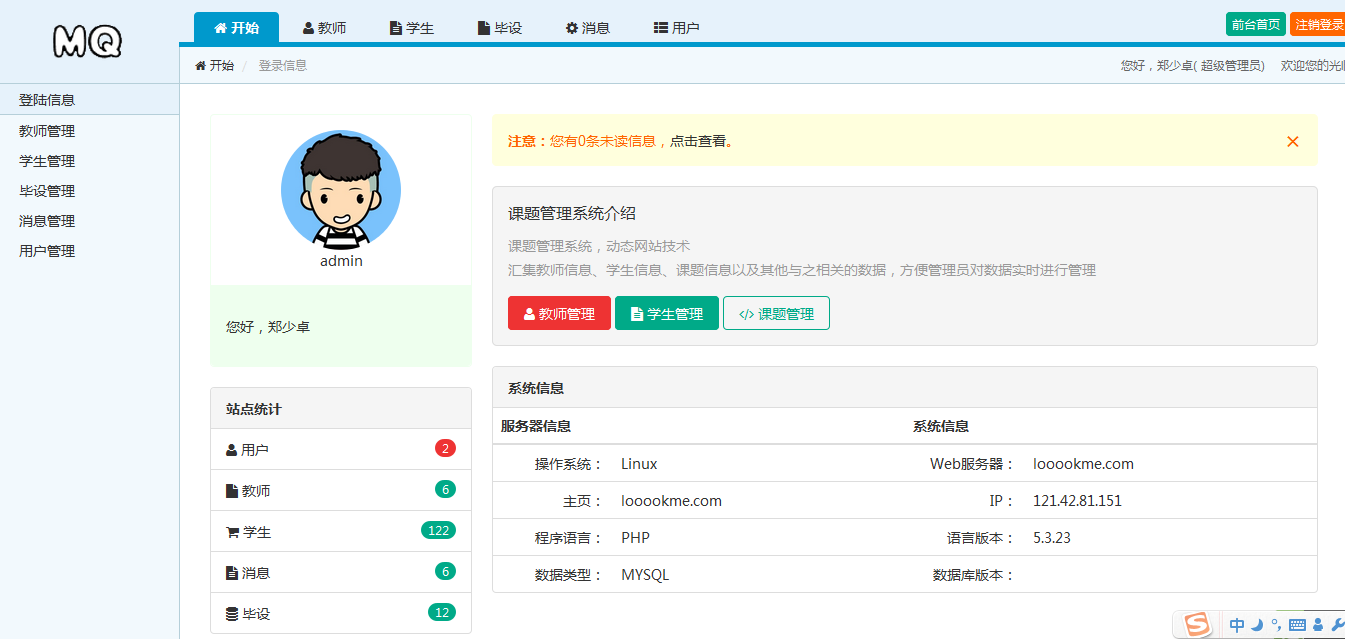 MQ
开始 教师 学生 毕设 消息 用户
前台首页 注销登录
开始 / 登录信息
您好，郑少卓( 超级管理员) 欢迎您的光
登陆信息
教师管理
学生管理
毕设管理
消息管理
用户管理
admin
您好，郑少卓
站点统计
用户 2
教师 6
学生 122
消息 6
毕设 12
注意：您有0条未读信息，点击查看。
课题管理系统介绍
课题管理系统，动态网站技术
汇集教师信息、学生信息、课题信息以及其他与之相关的数据，方便管理员对数据实时进行管理
教师管理 学生管理 </> 课题管理
系统信息
服务器信息 系统信息
操作系统： Linux Web服务器： looookme.com
主页： looookme.com IP： 121.42.81.151
程序语言： PHP 语言版本： 5.3.23
数据类型： MYSQL 数据库版本：
S 中